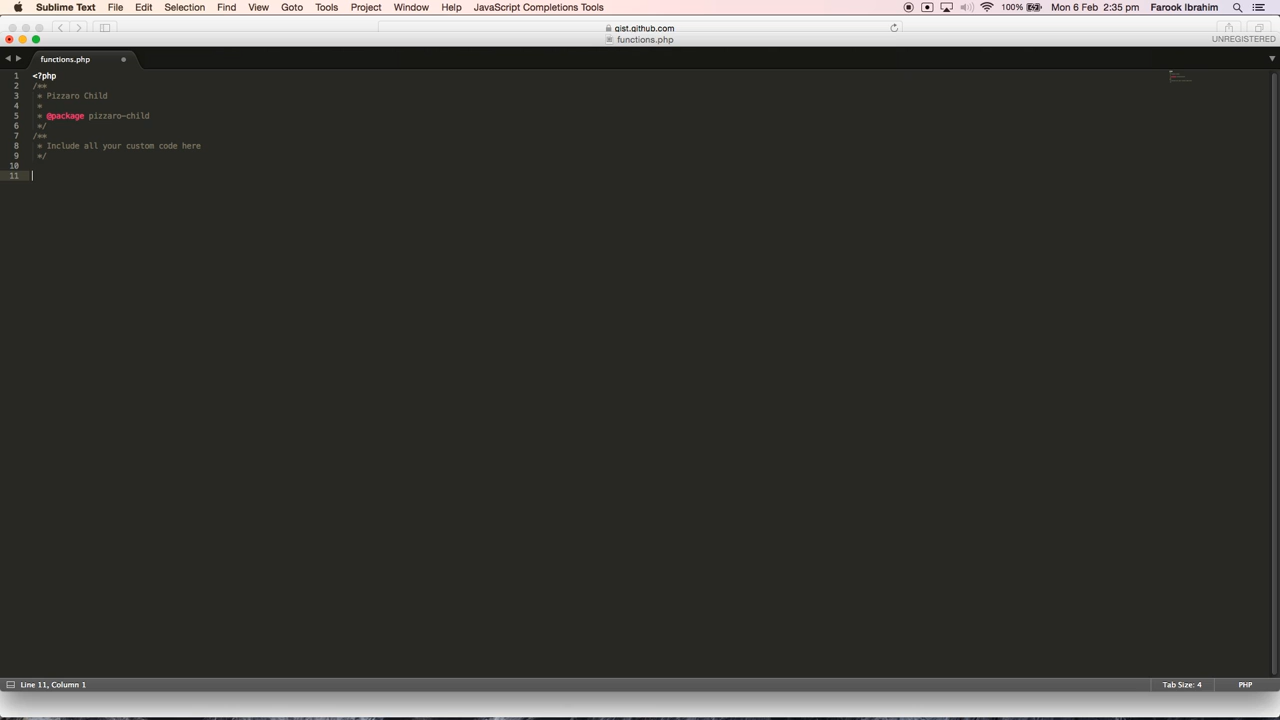 Sublime Text File Edit Selection Find View Goto Tools Project Window Help JavaScript Completions Tools 100% Mon 6 Feb 2:35 pm Farook Ibrahim
gist.github.com
functions.php UNREGISTERED
functions.php
1 <?php
2 /**
3  * Pizzaro Child
4  *
5  * @package pizzaro-child
6  */
7 /**
8  * Include all your custom code here
9  */
10
11
Line 11, Column 1 Tab Size: 4 PHP